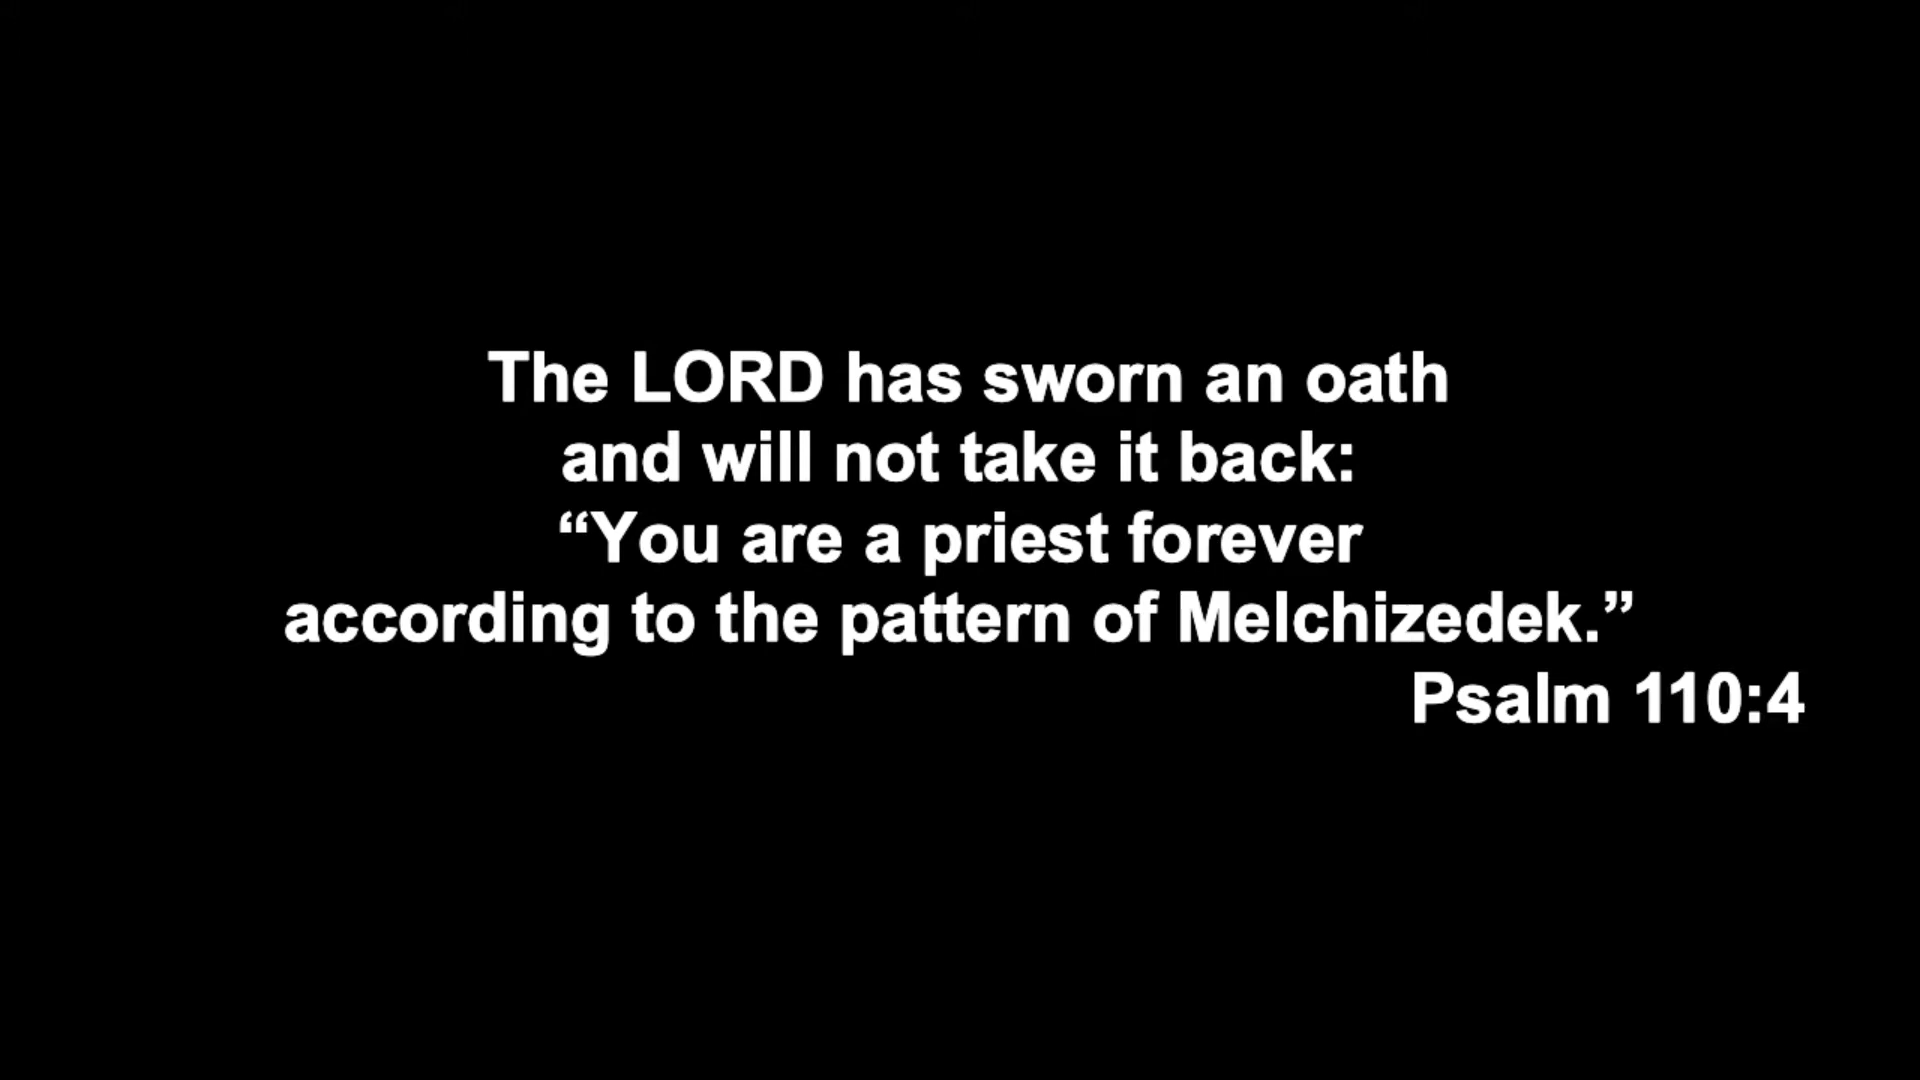 The LORD has sworn an oath
and will not take it back:
“You are a priest forever
according to the pattern of Melchizedek.”
Psalm 110:4